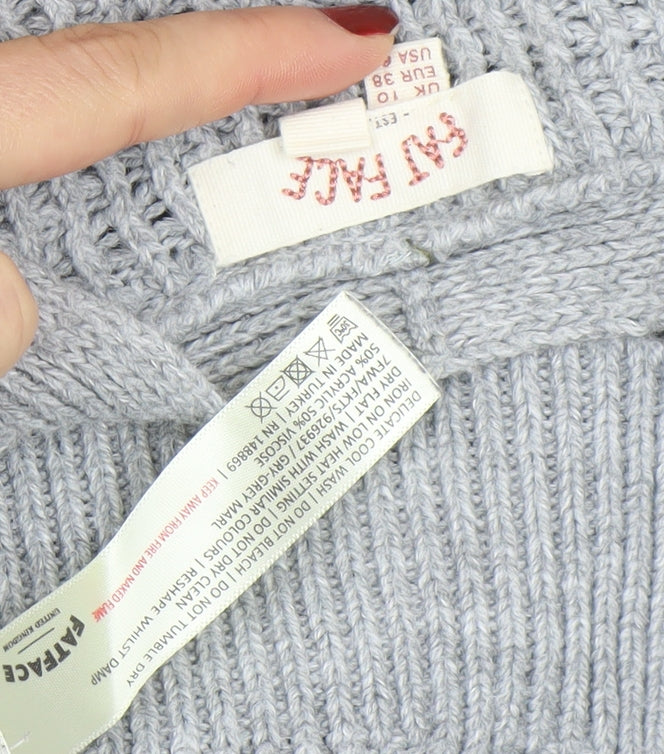 FAT FACE
- EST.
UK 10
EUR 38
USA
50% ACRYLIC 50% VISCOSE
MADE IN TURKEY RN 148869 |
7FWA/FKTS/926937 / GRY-GREY MARL
DELICATE COOL WASH | DO NOT BLEACH | DO NOT TUMBLE DRY
IRON ON LOW HEAT SETTING | DO NOT DRY CLEAN
DRY FLAT | WASH WITH SIMILAR COLOURS | RESHAPE WHILST DAMP
KEEP AWAY FROM FIRE AND NAKED FLAME
FATFACE
UNITED KINGDOM
FATFACE